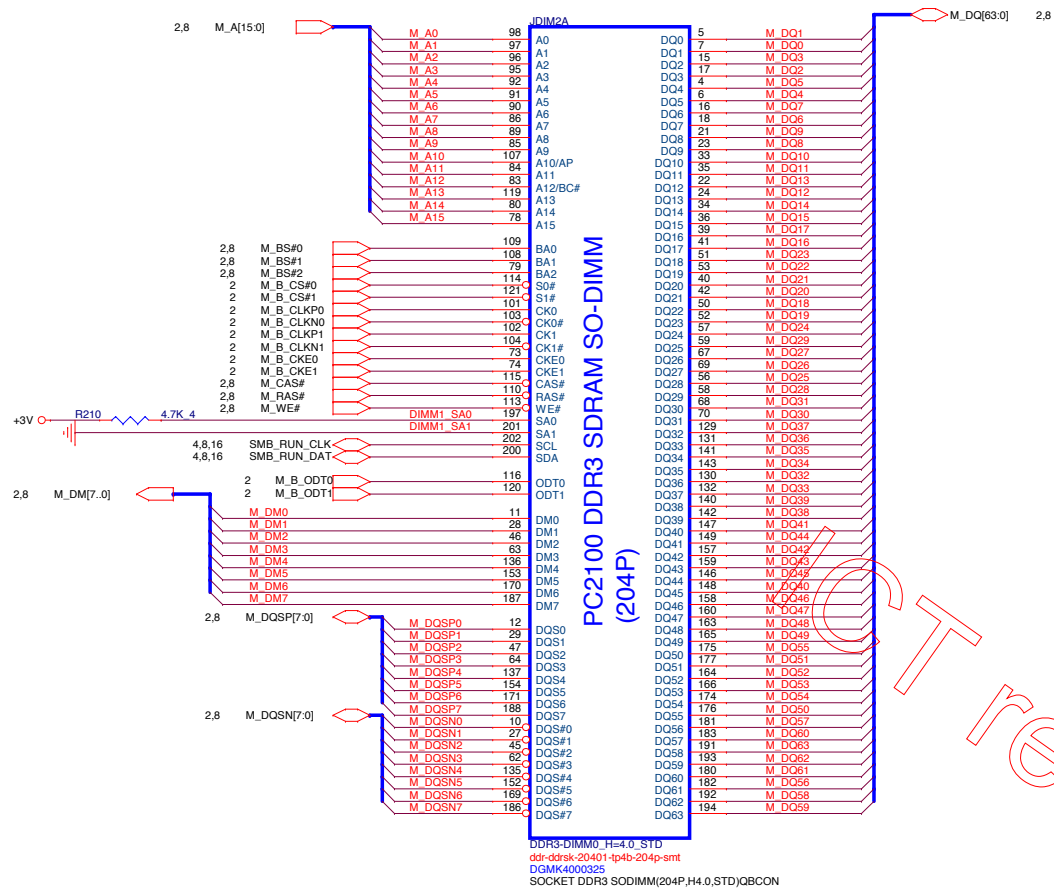 2,8 M_A[15:0]
JDIM2A
M_A0 98 A0
M_A1 97 A1
M_A2 96 A2
M_A3 95 A3
M_A4 92 A4
M_A5 91 A5
M_A6 90 A6
M_A7 86 A7
M_A8 89 A8
M_A9 85 A9
M_A10 107 A10/AP
M_A11 84 A11
M_A12 83 A12/BC#
M_A13 119 A13
M_A14 80 A14
M_A15 78 A15
2,8 M_BS#0 109 BA0
2,8 M_BS#1 108 BA1
2,8 M_BS#2 79 BA2
2 M_B_CS#0 114 S0#
2 M_B_CS#1 121 S1#
2 M_B_CLKP0 101 CK0
2 M_B_CLKN0 103 CK0#
2 M_B_CLKP1 102 CK1
2 M_B_CLKN1 104 CK1#
2 M_B_CKE0 73 CKE0
2 M_B_CKE1 74 CKE1
2,8 M_CAS# 115 CAS#
2,8 M_RAS# 110 RAS#
2,8 M_WE# 113 WE#
+3V R210 4.7K_4 DIMM1_SA0 197 SA0
DIMM1_SA1 201 SA1
4,8,16 SMB_RUN_CLK 202 SCL
4,8,16 SMB_RUN_DAT 200 SDA
2 M_B_ODT0 116 ODT0
2 M_B_ODT1 120 ODT1
2,8 M_DM[7..0]
M_DM0 11 DM0
M_DM1 28 DM1
M_DM2 46 DM2
M_DM3 63 DM3
M_DM4 136 DM4
M_DM5 153 DM5
M_DM6 170 DM6
M_DM7 187 DM7
2,8 M_DQSP[7:0]
M_DQSP0 12 DQS0
M_DQSP1 29 DQS1
M_DQSP2 47 DQS2
M_DQSP3 64 DQS3
M_DQSP4 137 DQS4
M_DQSP5 154 DQS5
M_DQSP6 171 DQS6
M_DQSP7 188 DQS7
2,8 M_DQSN[7:0]
M_DQSN0 10 DQS#0
M_DQSN1 27 DQS#1
M_DQSN2 45 DQS#2
M_DQSN3 62 DQS#3
M_DQSN4 135 DQS#4
M_DQSN5 152 DQS#5
M_DQSN6 169 DQS#6
M_DQSN7 186 DQS#7
PC2100 DDR3 SDRAM SO-DIMM
(204P)
M_DQ[63:0] 2,8
DQ0 5 M_DQ1
DQ1 7 M_DQ0
DQ2 15 M_DQ3
DQ3 17 M_DQ2
DQ4 4 M_DQ5
DQ5 6 M_DQ4
DQ6 16 M_DQ7
DQ7 18 M_DQ6
DQ8 21 M_DQ9
DQ9 23 M_DQ8
DQ10 33 M_DQ10
DQ11 35 M_DQ11
DQ12 22 M_DQ13
DQ13 24 M_DQ12
DQ14 34 M_DQ14
DQ15 36 M_DQ15
DQ16 39 M_DQ17
DQ17 41 M_DQ16
DQ18 51 M_DQ23
DQ19 53 M_DQ22
DQ20 40 M_DQ21
DQ21 42 M_DQ20
DQ22 50 M_DQ18
DQ23 52 M_DQ19
DQ24 57 M_DQ24
DQ25 59 M_DQ29
DQ26 67 M_DQ27
DQ27 69 M_DQ26
DQ28 56 M_DQ25
DQ29 58 M_DQ28
DQ30 68 M_DQ31
DQ31 70 M_DQ30
DQ32 129 M_DQ37
DQ33 131 M_DQ36
DQ34 141 M_DQ35
DQ35 143 M_DQ34
DQ36 130 M_DQ32
DQ37 132 M_DQ33
DQ38 140 M_DQ39
DQ39 142 M_DQ38
DQ40 147 M_DQ41
DQ41 149 M_DQ44
DQ42 157 M_DQ42
DQ43 159 M_DQ43
DQ44 146 M_DQ45
DQ45 148 M_DQ40
DQ46 158 M_DQ46
DQ47 160 M_DQ47
DQ48 163 M_DQ48
DQ49 165 M_DQ49
DQ50 175 M_DQ55
DQ51 177 M_DQ51
DQ52 164 M_DQ52
DQ53 166 M_DQ53
DQ54 174 M_DQ54
DQ55 176 M_DQ50
DQ56 181 M_DQ57
DQ57 183 M_DQ60
DQ58 191 M_DQ63
DQ59 193 M_DQ62
DQ60 180 M_DQ61
DQ61 182 M_DQ56
DQ62 192 M_DQ58
DQ63 194 M_DQ59
DDR3-DIMM0_H=4.0_STD
ddr-ddrsk-20401-tp4b-204p-smt
DGMK4000325
SOCKET DDR3 SODIMM(204P,H4.0,STD)QBCON